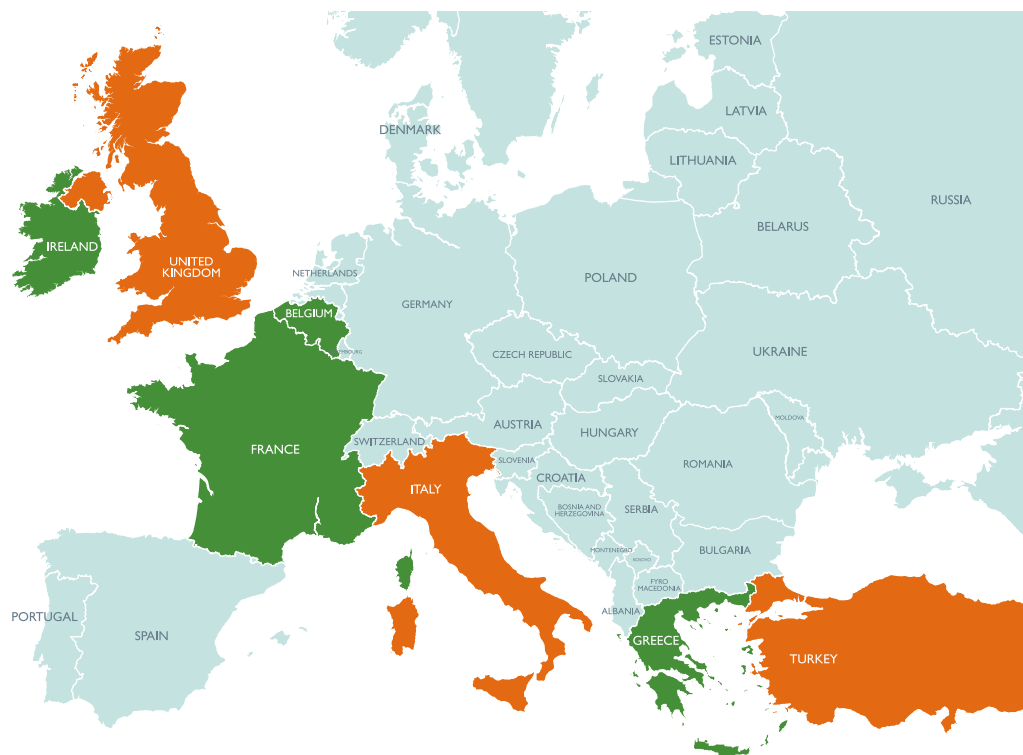 ESTONIA
LATVIA
DENMARK
LITHUANIA
RUSSIA
BELARUS
IRELAND
UNITED
KINGDOM
NETHERLANDS
POLAND
GERMANY
BELGIUM
UKRAINE
CZECH REPUBLIC
SLOVAKIA
MOLDOVA
AUSTRIA
HUNGARY
SWITZERLAND
FRANCE
SLOVENIA
ROMANIA
CROATIA
ITALY
BOSNIA AND
HERZEGOVINA
SERBIA
MONTENEGRO
BULGARIA
KOSOVO
FYRO
MACEDONIA
ALBANIA
PORTUGAL
SPAIN
GREECE
TURKEY